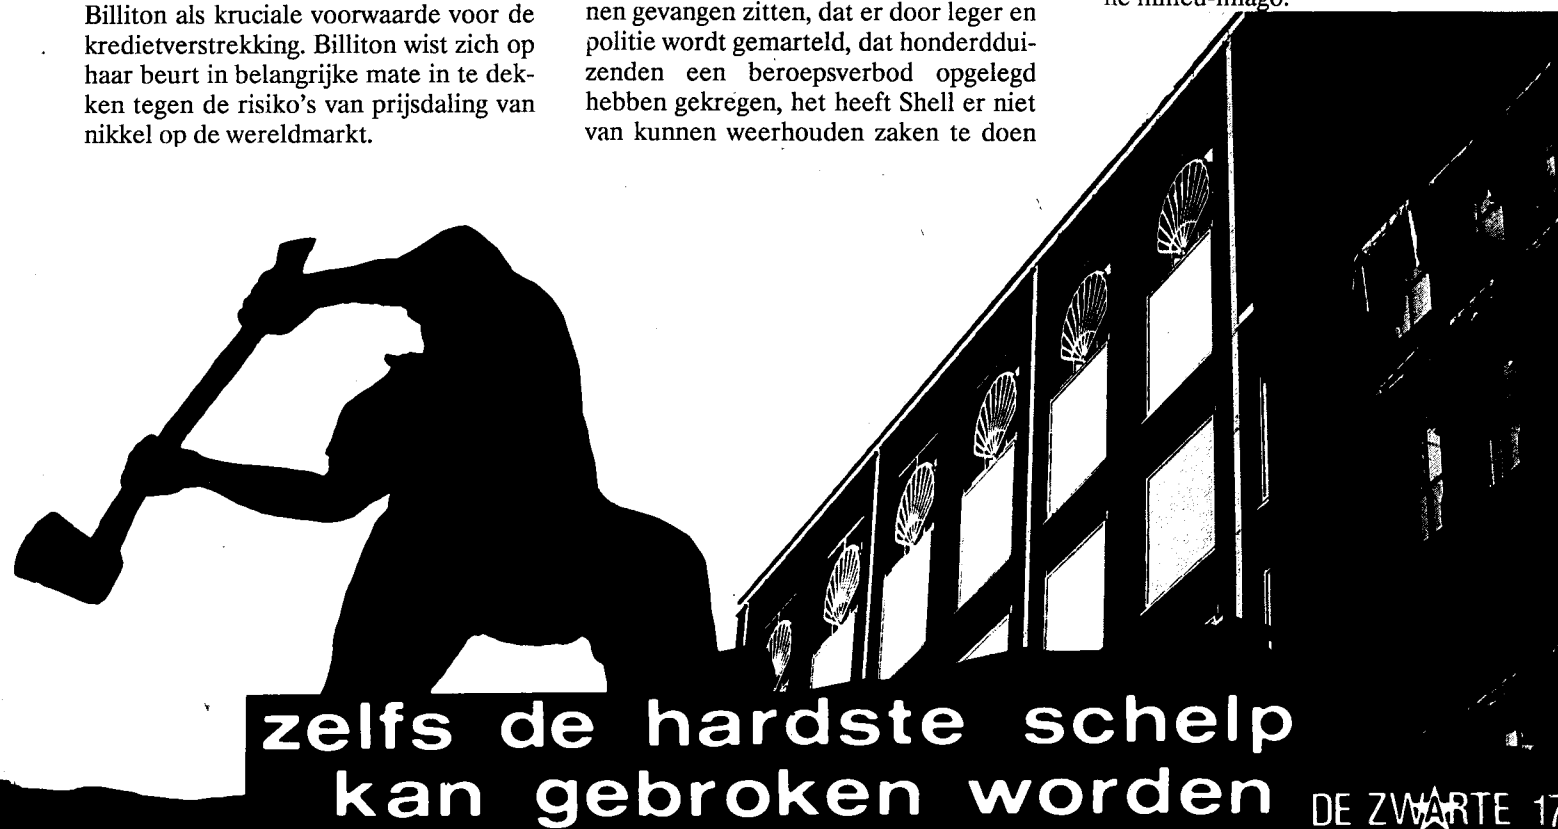 Billiton als kruciale voorwaarde voor de
kredietverstrekking. Billiton wist zich op
haar beurt in belangrijke mate in te dek-
ken tegen de risiko's van prijsdaling van
nikkel op de wereldmarkt.
nen gevangen zitten, dat er door leger en
politie wordt gemarteld, dat honderddui-
zenden een beroepsverbod opgelegd
hebben gekregen, het heeft Shell er niet
van kunnen weerhouden zaken te doen
ne milieu-imago.
zelfs de hardste schelp
kan gebroken worden
DE ZWARTE 17